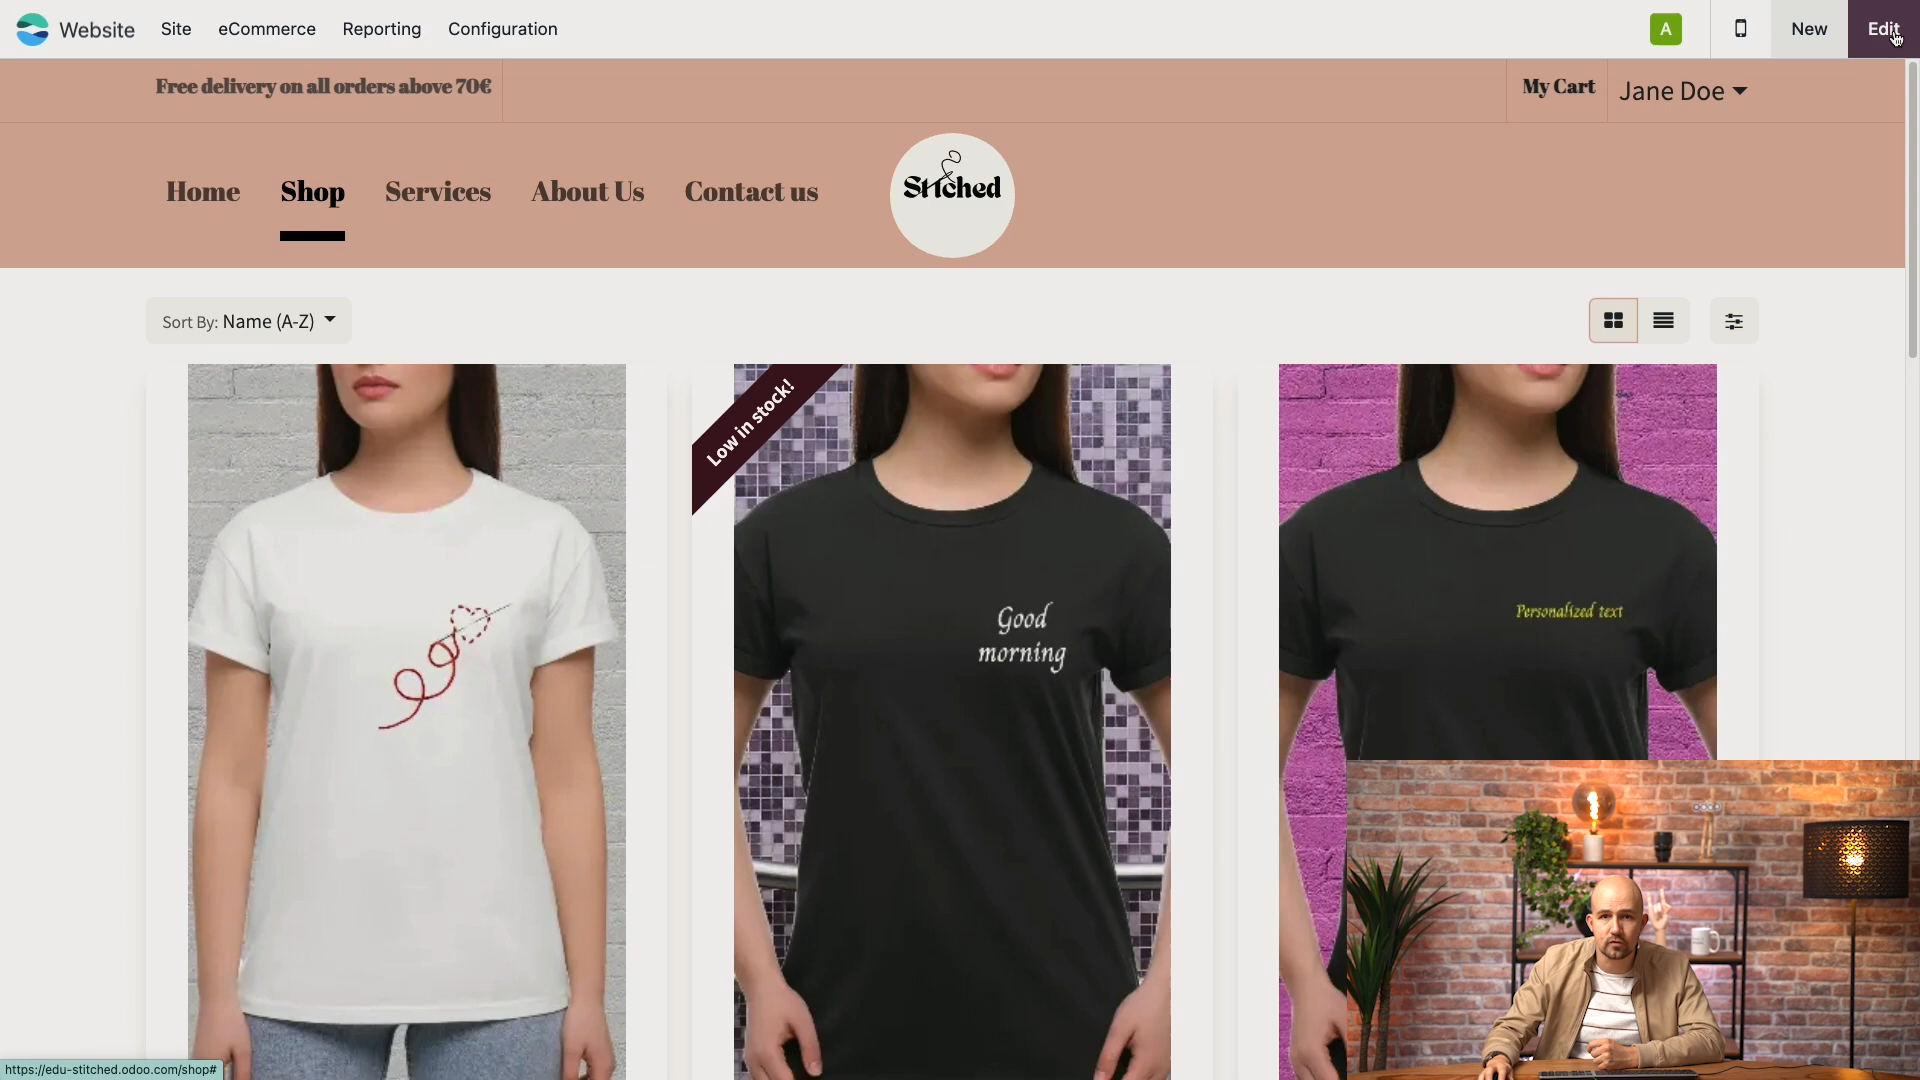 Website Site eCommerce Reporting Configuration A New Edit
Free delivery on all orders above 70€ My Cart Jane Doe
Home Shop Services About Us Contact us Stitched
Sort By: Name (A-Z)
Low in stock!
Good
morning
Personalized text
https://edu-stitched.odoo.com/shop#